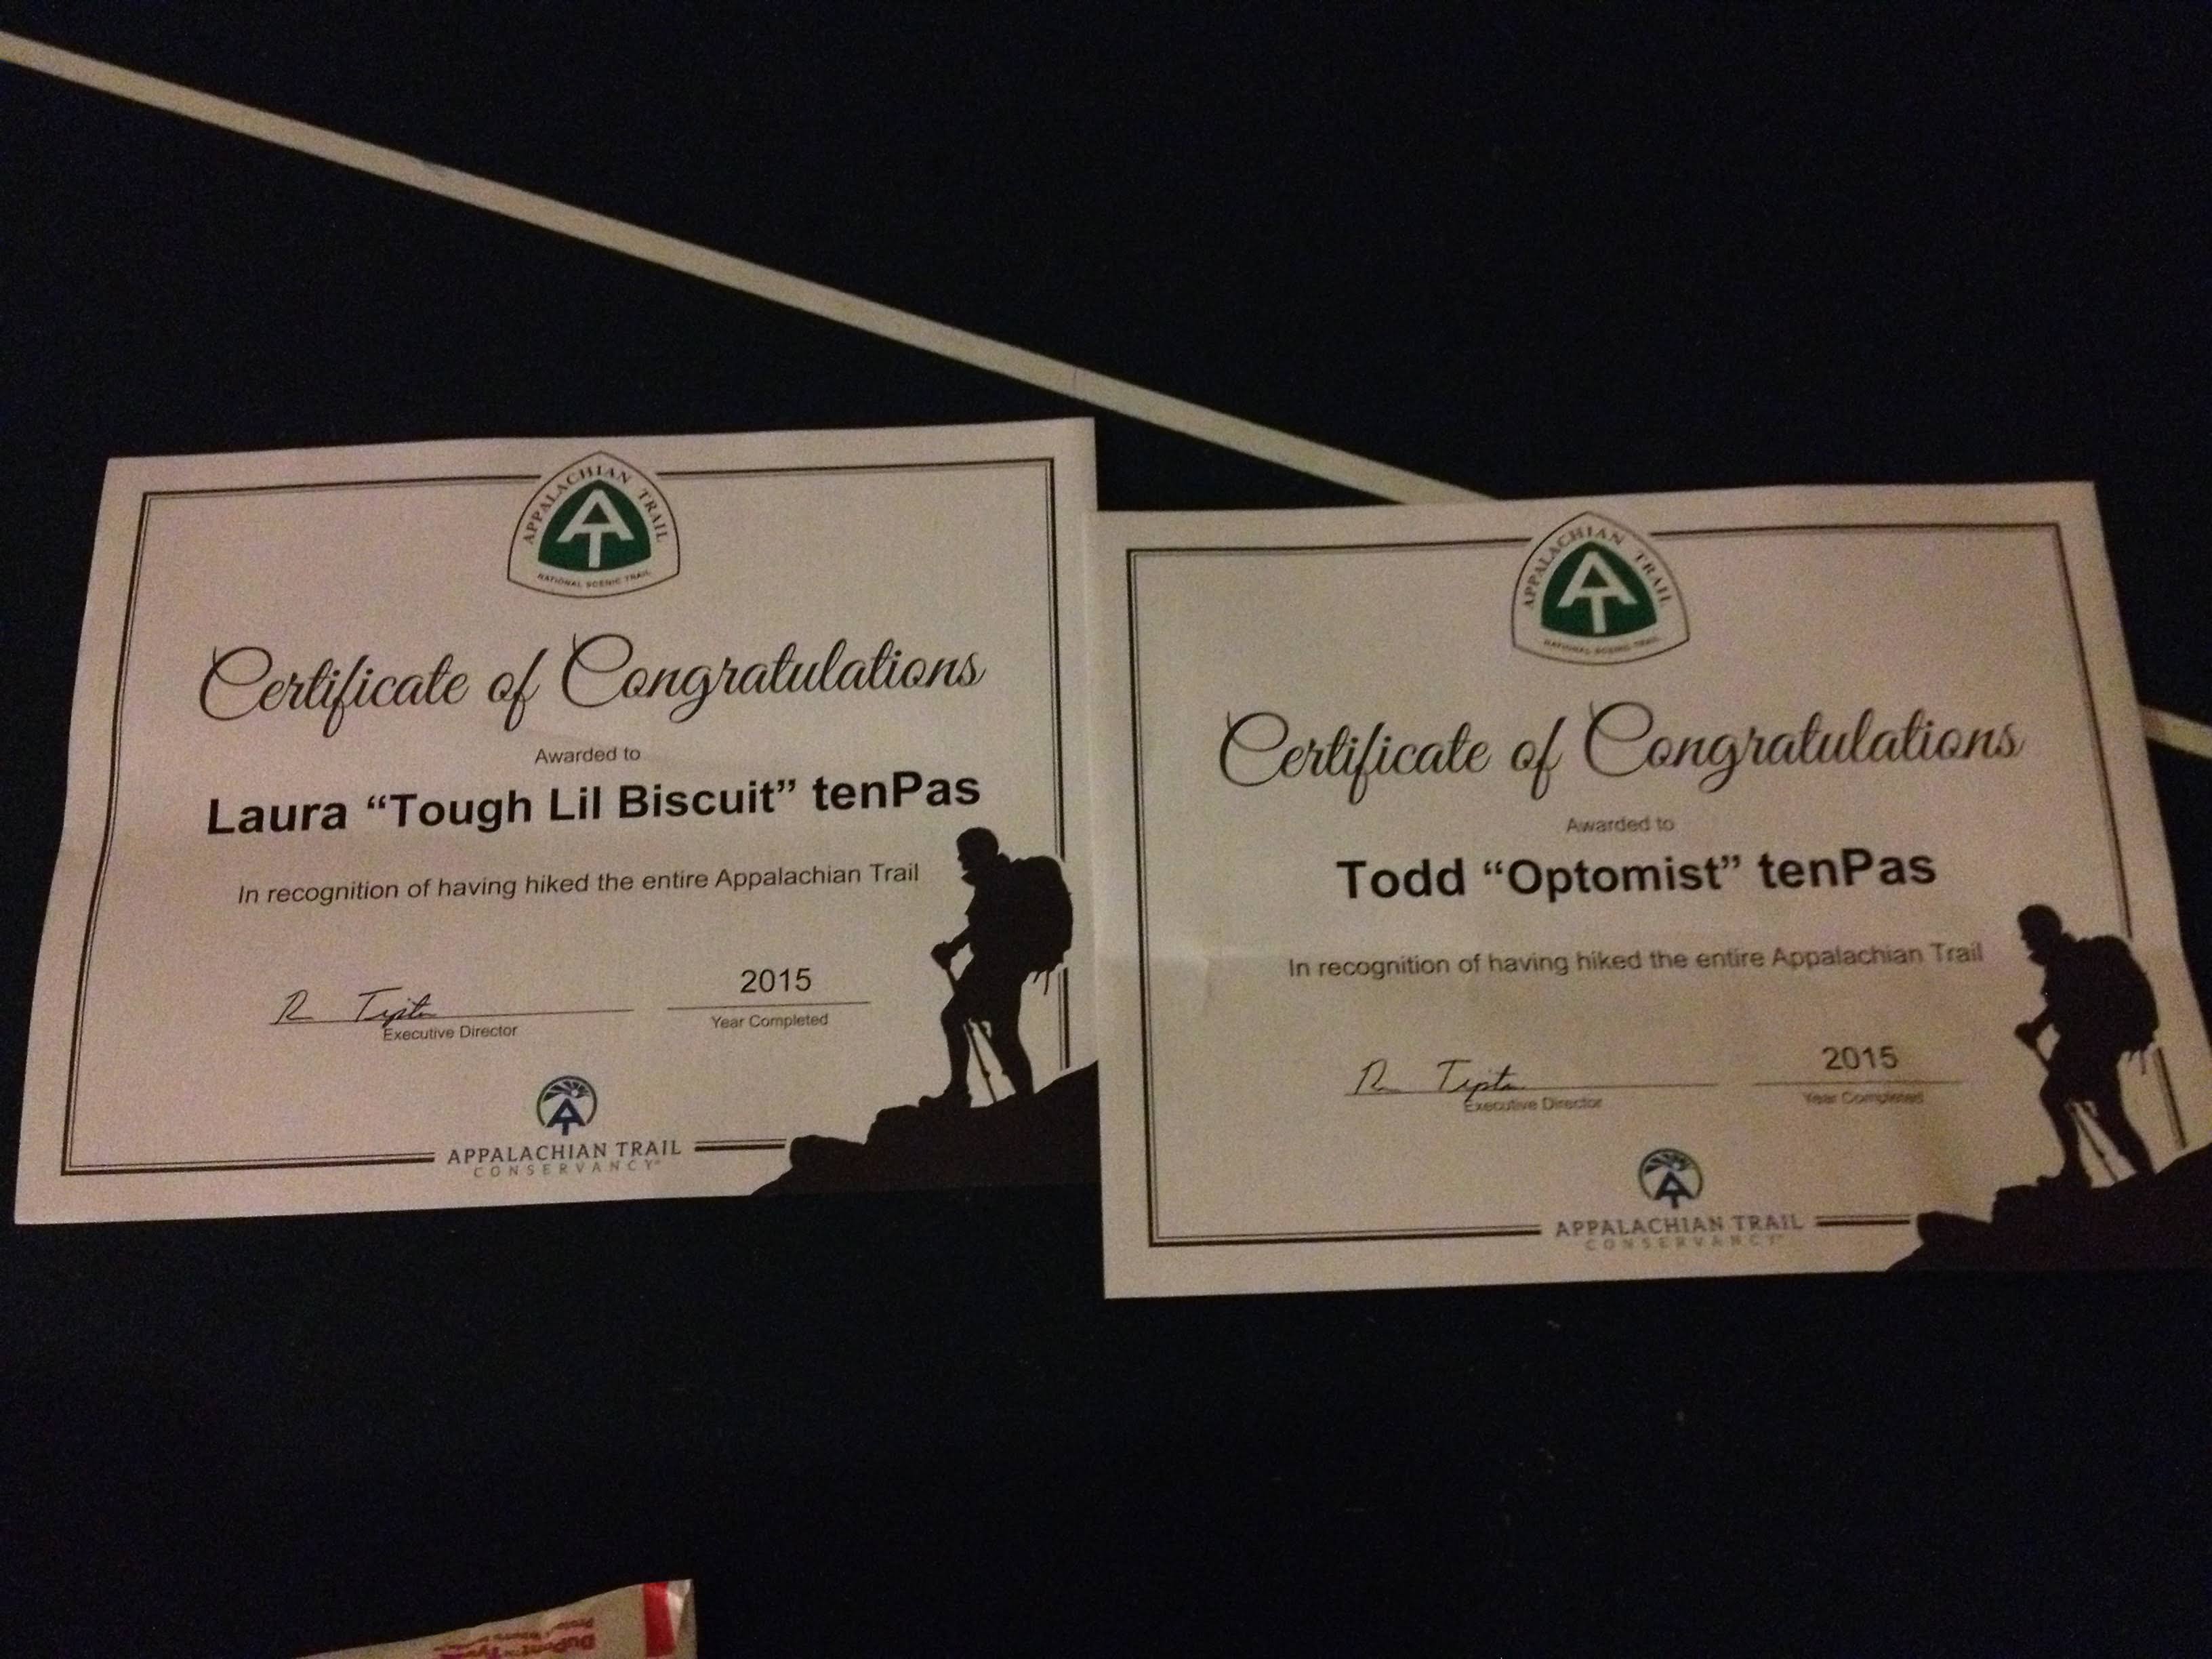 APPALACHIAN TRAIL
NATIONAL SCENIC TRAIL
Certificate of Congratulations
Awarded to
Laura “Tough Lil Biscuit” tenPas
In recognition of having hiked the entire Appalachian Trail
2015
Executive Director
Year Completed
APPALACHIAN TRAIL
CONSERVANCY®
APPALACHIAN TRAIL
NATIONAL SCENIC TRAIL
Certificate of Congratulations
Awarded to
Todd “Optomist” tenPas
In recognition of having hiked the entire Appalachian Trail
2015
Executive Director
Year Completed
APPALACHIAN TRAIL
CONSERVANCY®
DuPont™